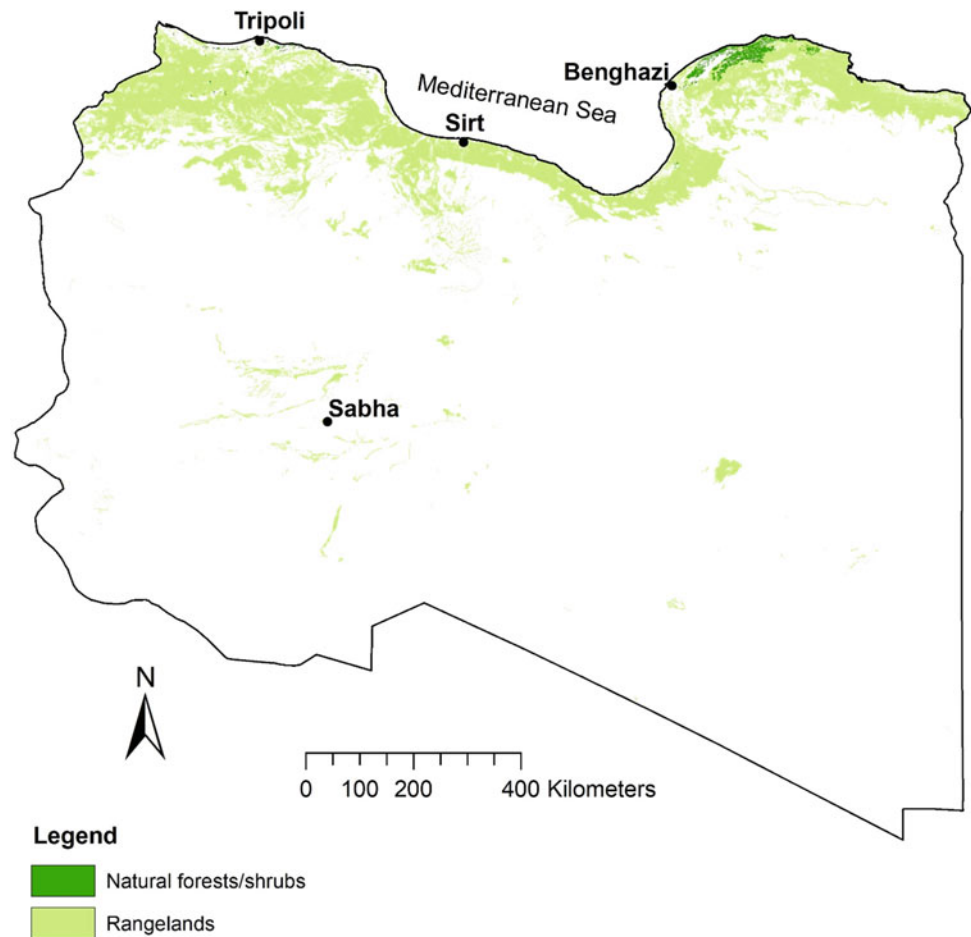 Tripoli
Benghazi
Mediterranean Sea
Sirt
Sabha
N
0 100 200 400 Kilometers
Legend
Natural forests/shrubs
Rangelands